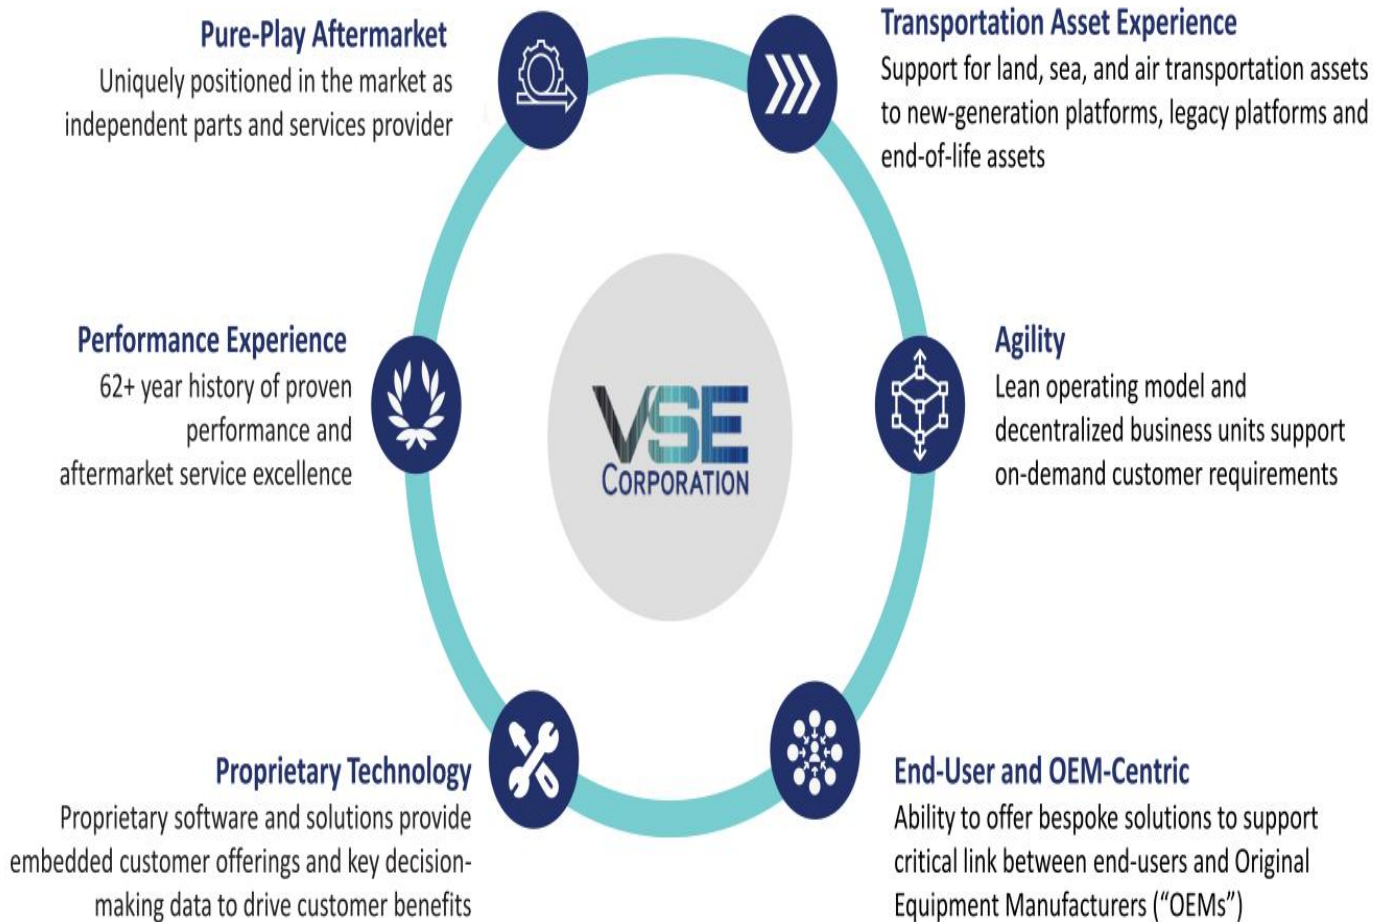 Pure-Play Aftermarket
Uniquely positioned in the market as
independent parts and services provider
Transportation Asset Experience
Support for land, sea, and air transportation assets
to new-generation platforms, legacy platforms and
end-of-life assets
Performance Experience
62+ year history of proven
performance and
aftermarket service excellence
VSE
CORPORATION
Agility
Lean operating model and
decentralized business units support
on-demand customer requirements
Proprietary Technology
Proprietary software and solutions provide
embedded customer offerings and key decision-
making data to drive customer benefits
End-User and OEM-Centric
Ability to offer bespoke solutions to support
critical link between end-users and Original
Equipment Manufacturers (“OEMs”)